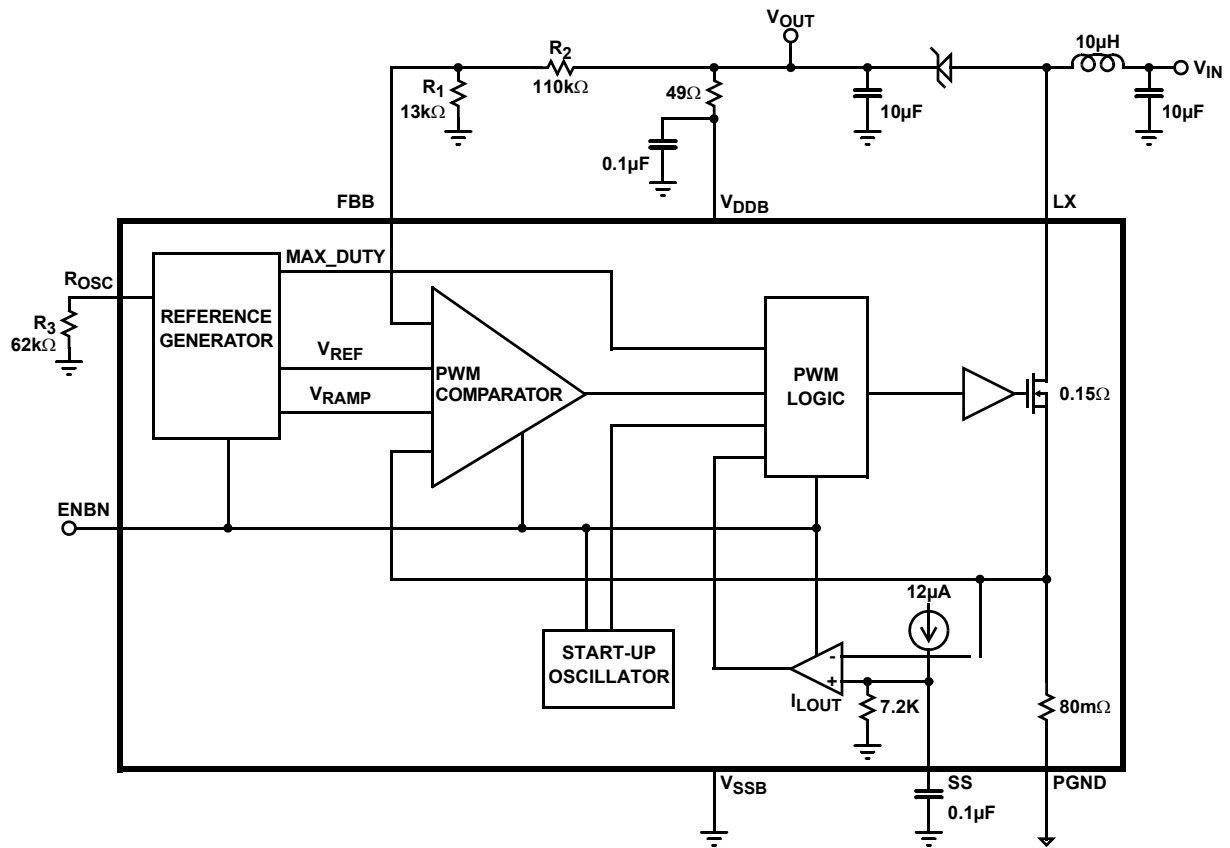 VOUT
R2
110kΩ
10µH
VIN
R1
13kΩ
49Ω
10µF
10µF
0.1µF
FBB
VDDB
LX
MAX_DUTY
ROSC
R3
62kΩ
REFERENCE
GENERATOR
VREF
VRAMP
PWM
COMPARATOR
PWM
LOGIC
0.15Ω
ENBN
12µA
START-UP
OSCILLATOR
-
+
ILOUT
7.2K
80mΩ
VSSB
SS
PGND
0.1µF